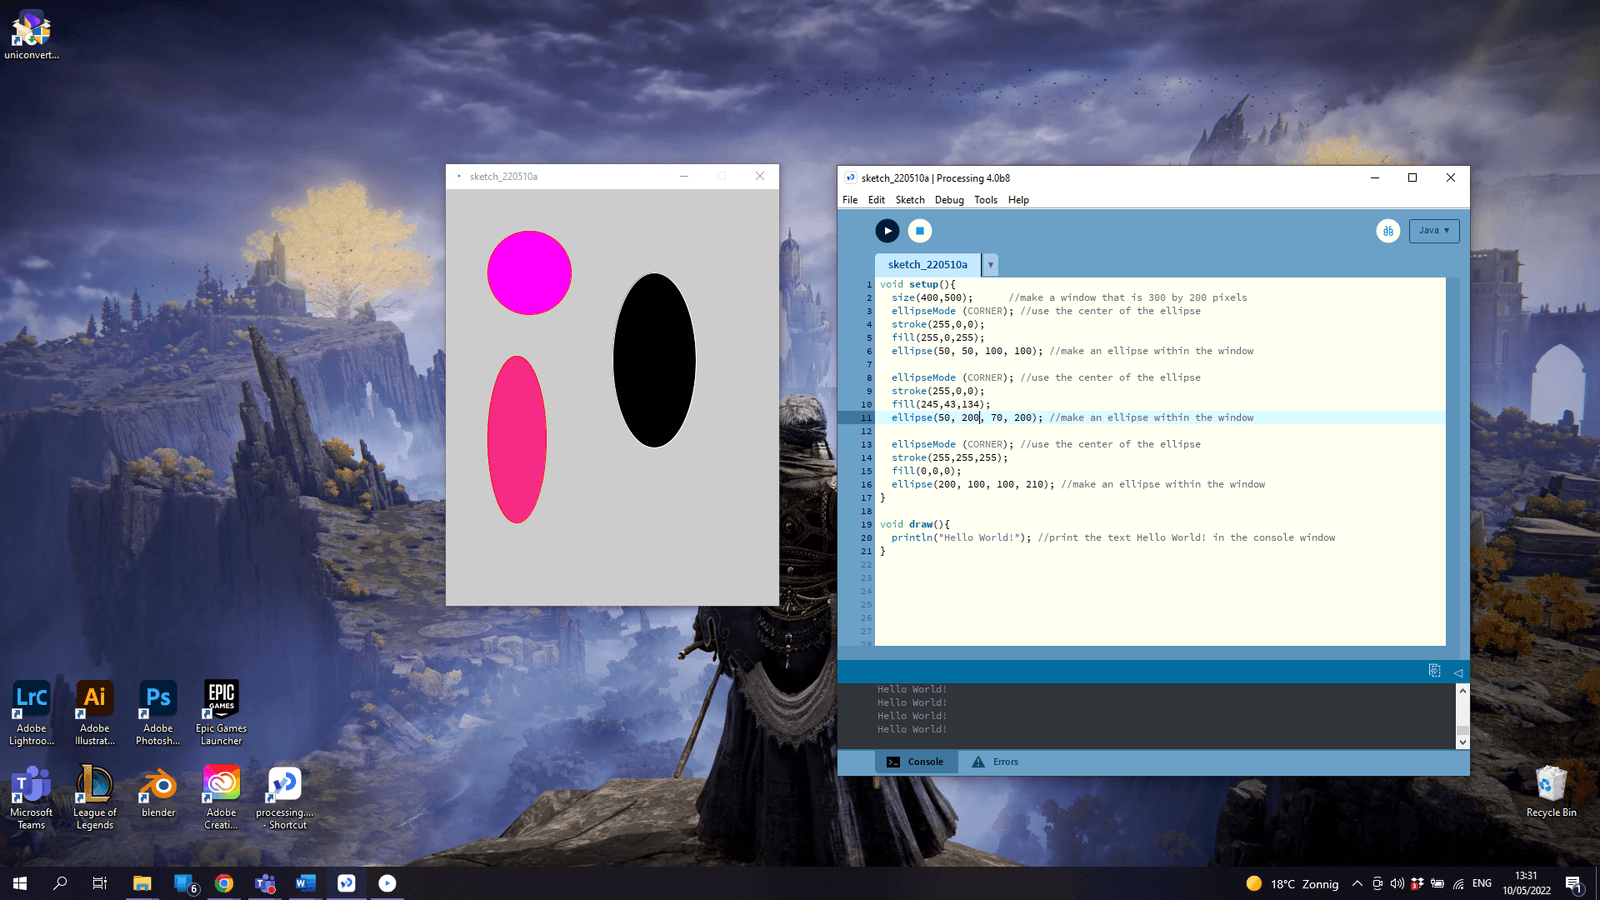 uniconvert...
sketch_220510a
sketch_220510a | Processing 4.0b8
File Edit Sketch Debug Tools Help
Java ▼
sketch_220510a ▼
1 void setup(){
2 size(400,500); //make a window that is 300 by 200 pixels
3 ellipseMode (CORNER); //use the center of the ellipse
4 stroke(255,0,0);
5 fill(255,0,255);
6 ellipse(50, 50, 100, 100); //make an ellipse within the window
7
8 ellipseMode (CORNER); //use the center of the ellipse
9 stroke(255,0,0);
10 fill(245,43,134);
11 ellipse(50, 200, 70, 200); //make an ellipse within the window
12
13 ellipseMode (CORNER); //use the center of the ellipse
14 stroke(255,255,255);
15 fill(0,0,0);
16 ellipse(200, 100, 100, 210); //make an ellipse within the window
17 }
18
19 void draw(){
20 println("Hello World!"); //print the text Hello World! in the console window
21 }
22
23
24
25
26
27
28
Hello World!
Hello World!
Hello World!
Hello World!
Console Errors
LrC
Adobe
Lightroo...
Ai
Adobe
Illustrat...
Ps
Adobe
Photosh...
EPIC
GAMES
Epic Games
Launcher
T
Microsoft
Teams
L
League of
Legends
blender
Adobe
Creati...
processing....
- Shortcut
Recycle Bin
6
18°C Zonnig
ENG
13:31
10/05/2022
1